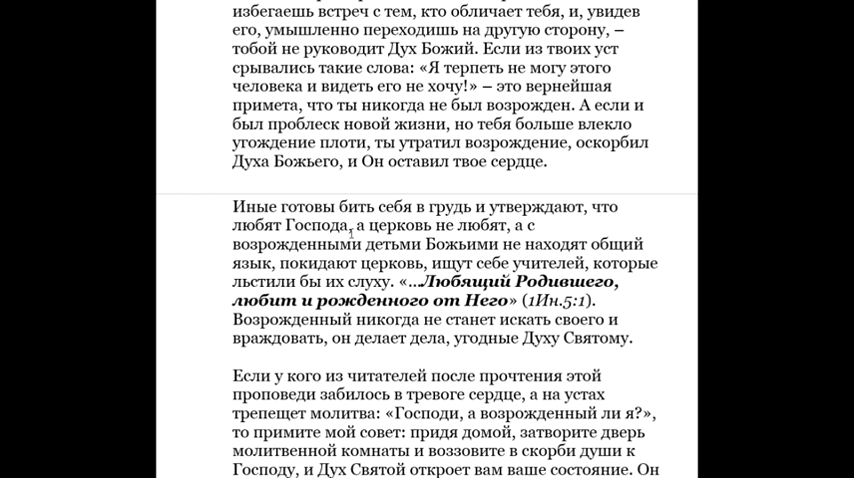 избегаешь встреч с тем, кто обличает тебя, и, увидев
его, умышленно переходишь на другую сторону, –
тобой не руководит Дух Божий. Если из твоих уст
срывались такие слова: «Я терпеть не могу этого
человека и видеть его не хочу!» – это вернейшая
примета, что ты никогда не был возрожден. А если и
был проблеск новой жизни, но тебя больше влекло
угождение плоти, ты утратил возрождение, оскорбил
Духа Божьего, и Он оставил твое сердце.
Иные готовы бить себя в грудь и утверждают, что
любят Господа, а церковь не любят, а с
возрожденными детьми Божьими не находят общий
язык, покидают церковь, ищут себе учителей, которые
льстили бы их слуху. «...Любящий Родившего,
любит и рожденного от Него» (1Ин.5:1).
Возрожденный никогда не станет искать своего и
враждовать, он делает дела, угодные Духу Святому.
Если у кого из читателей после прочтения этой
проповеди забилось в тревоге сердце, а на устах
трепещет молитва: «Господи, а возрожденный ли я?»,
то примите мой совет: придя домой, затворите дверь
молитвенной комнаты и воззовите в скорби души к
Господу, и Дух Святой откроет вам ваше состояние. Он